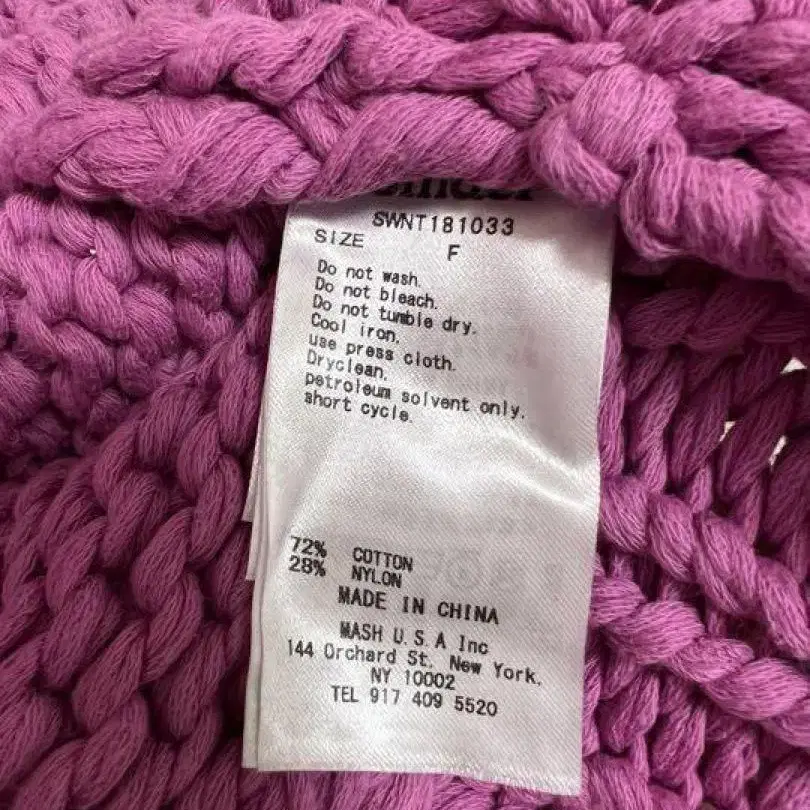 SWNT181033
SIZE F
Do not wash.
Do not bleach.
Do not tumble dry.
Cool iron,
use press cloth.
Dryclean,
petroleum solvent only.
short cycle.
72% COTTON
28% NYLON
MADE IN CHINA
MASH U.S.A Inc
144 Orchard St, New York,
NY 10002
TEL 917 409 5520